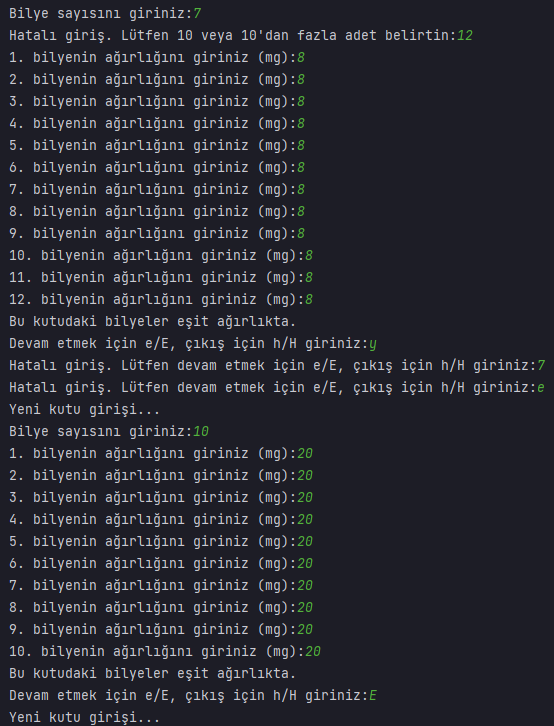 Bilye sayısını giriniz:7
Hatalı giriş. Lütfen 10 veya 10'dan fazla adet belirtin:12
1. bilyenin ağırlığını giriniz (mg):8
2. bilyenin ağırlığını giriniz (mg):8
3. bilyenin ağırlığını giriniz (mg):8
4. bilyenin ağırlığını giriniz (mg):8
5. bilyenin ağırlığını giriniz (mg):8
6. bilyenin ağırlığını giriniz (mg):8
7. bilyenin ağırlığını giriniz (mg):8
8. bilyenin ağırlığını giriniz (mg):8
9. bilyenin ağırlığını giriniz (mg):8
10. bilyenin ağırlığını giriniz (mg):8
11. bilyenin ağırlığını giriniz (mg):8
12. bilyenin ağırlığını giriniz (mg):8
Bu kutudaki bilyeler eşit ağırlıkta.
Devam etmek için e/E, çıkış için h/H giriniz:y
Hatalı giriş. Lütfen devam etmek için e/E, çıkış için h/H giriniz:7
Hatalı giriş. Lütfen devam etmek için e/E, çıkış için h/H giriniz:e
Yeni kutu girişi...
Bilye sayısını giriniz:10
1. bilyenin ağırlığını giriniz (mg):20
2. bilyenin ağırlığını giriniz (mg):20
3. bilyenin ağırlığını giriniz (mg):20
4. bilyenin ağırlığını giriniz (mg):20
5. bilyenin ağırlığını giriniz (mg):20
6. bilyenin ağırlığını giriniz (mg):20
7. bilyenin ağırlığını giriniz (mg):20
8. bilyenin ağırlığını giriniz (mg):20
9. bilyenin ağırlığını giriniz (mg):20
10. bilyenin ağırlığını giriniz (mg):20
Bu kutudaki bilyeler eşit ağırlıkta.
Devam etmek için e/E, çıkış için h/H giriniz:E
Yeni kutu girişi...